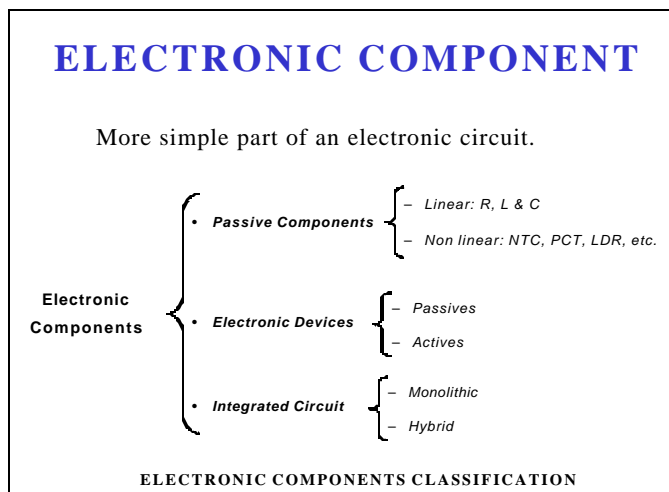 ELECTRONIC COMPONENT
More simple part of an electronic circuit.
Electronic
Components
• Passive Components
– Linear: R, L & C
– Non linear: NTC, PCT, LDR, etc.
• Electronic Devices
– Passives
– Actives
• Integrated Circuit
– Monolithic
– Hybrid
ELECTRONIC COMPONENTS CLASSIFICATION